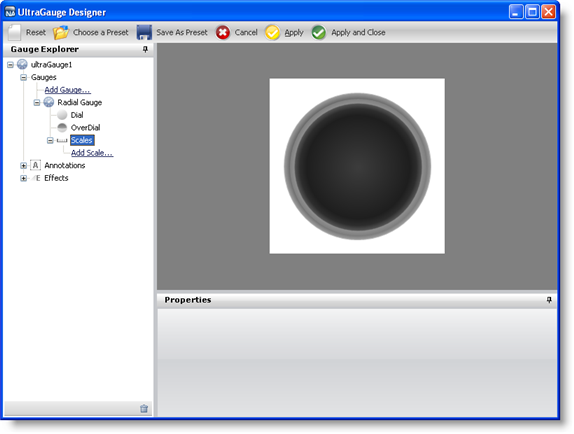 UltraGauge Designer
Reset Choose a Preset Save As Preset Cancel Apply Apply and Close
Gauge Explorer
ultraGauge1
Gauges
Add Gauge...
Radial Gauge
Dial
OverDial
Scales
Add Scale...
A Annotations
E Effects
Properties